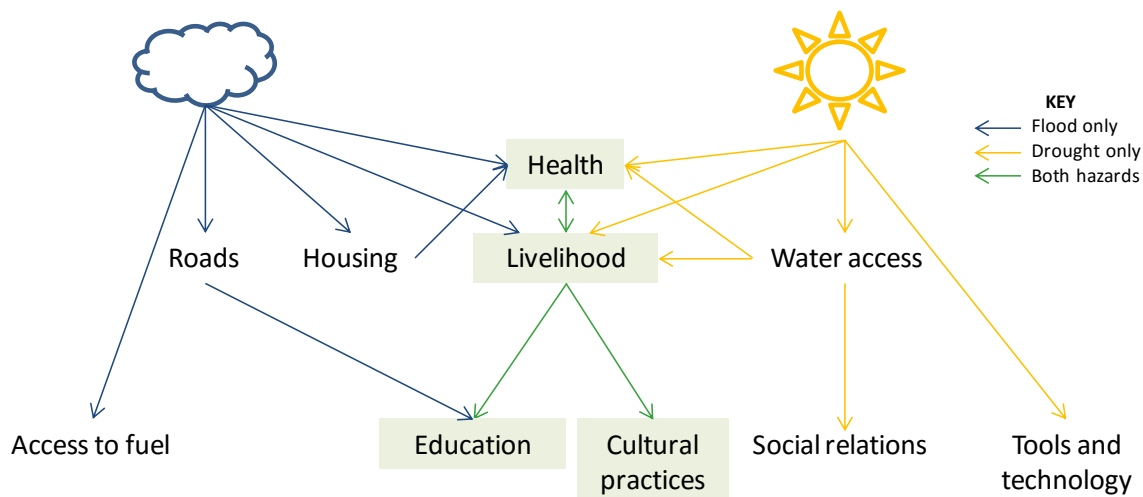 KEY
Flood only
Drought only
Both hazards
Health
Roads
Housing
Livelihood
Water access
Access to fuel
Education
Cultural
practices
Social relations
Tools and
technology